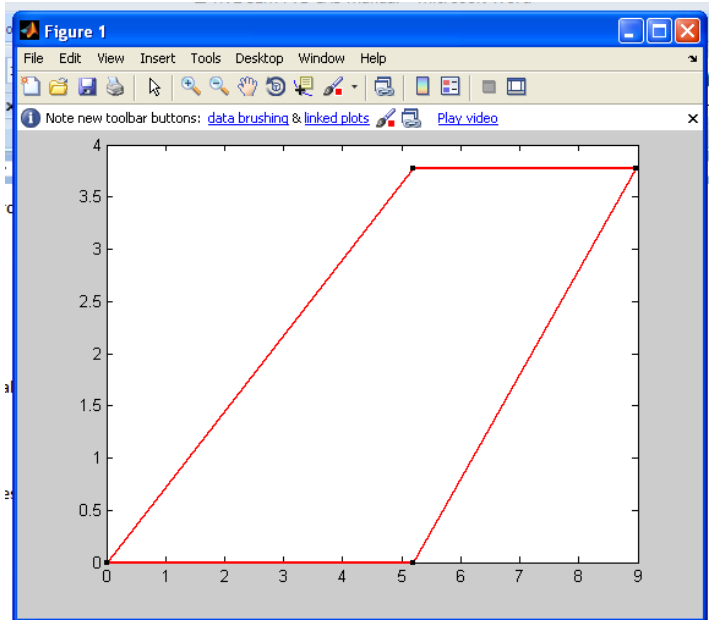 Figure 1
File Edit View Insert Tools Desktop Window Help
Note new toolbar buttons: data brushing & linked plots Play video
4
3.5
3
2.5
2
1.5
1
0.5
0
0 1 2 3 4 5 6 7 8 9